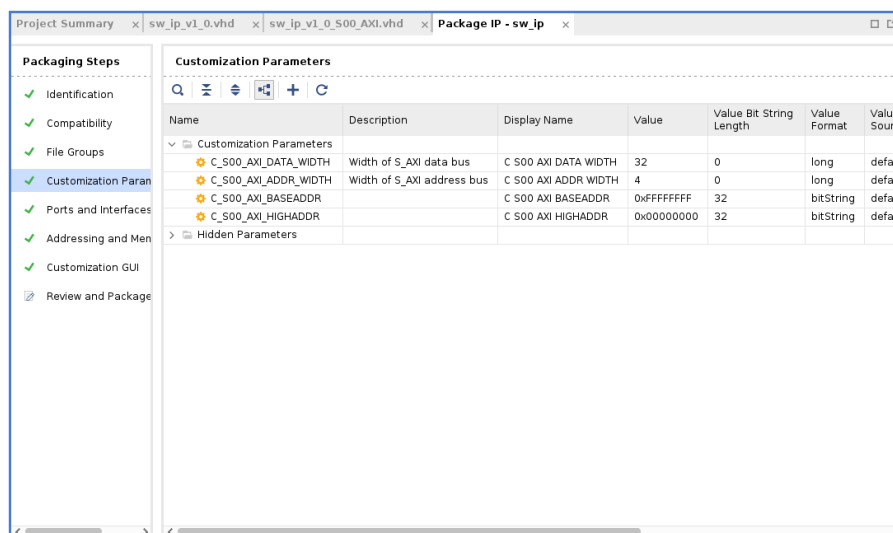 Project Summary
sw_ip_v1_0.vhd
sw_ip_v1_0_S00_AXI.vhd
Package IP - sw_ip
Packaging Steps
Identification
Compatibility
File Groups
Customization Param
Ports and Interfaces
Addressing and Mem
Customization GUI
Review and Package
Customization Parameters
Name Description Display Name Value Value Bit String Length Value Format Valu Sour
Customization Parameters
C_S00_AXI_DATA_WIDTH Width of S_AXI data bus C S00 AXI DATA WIDTH 32 0 long defa
C_S00_AXI_ADDR_WIDTH Width of S_AXI address bus C S00 AXI ADDR WIDTH 4 0 long defa
C_S00_AXI_BASEADDR C S00 AXI BASEADDR 0xFFFFFFFF 32 bitString defa
C_S00_AXI_HIGHADDR C S00 AXI HIGHADDR 0x00000000 32 bitString defa
Hidden Parameters